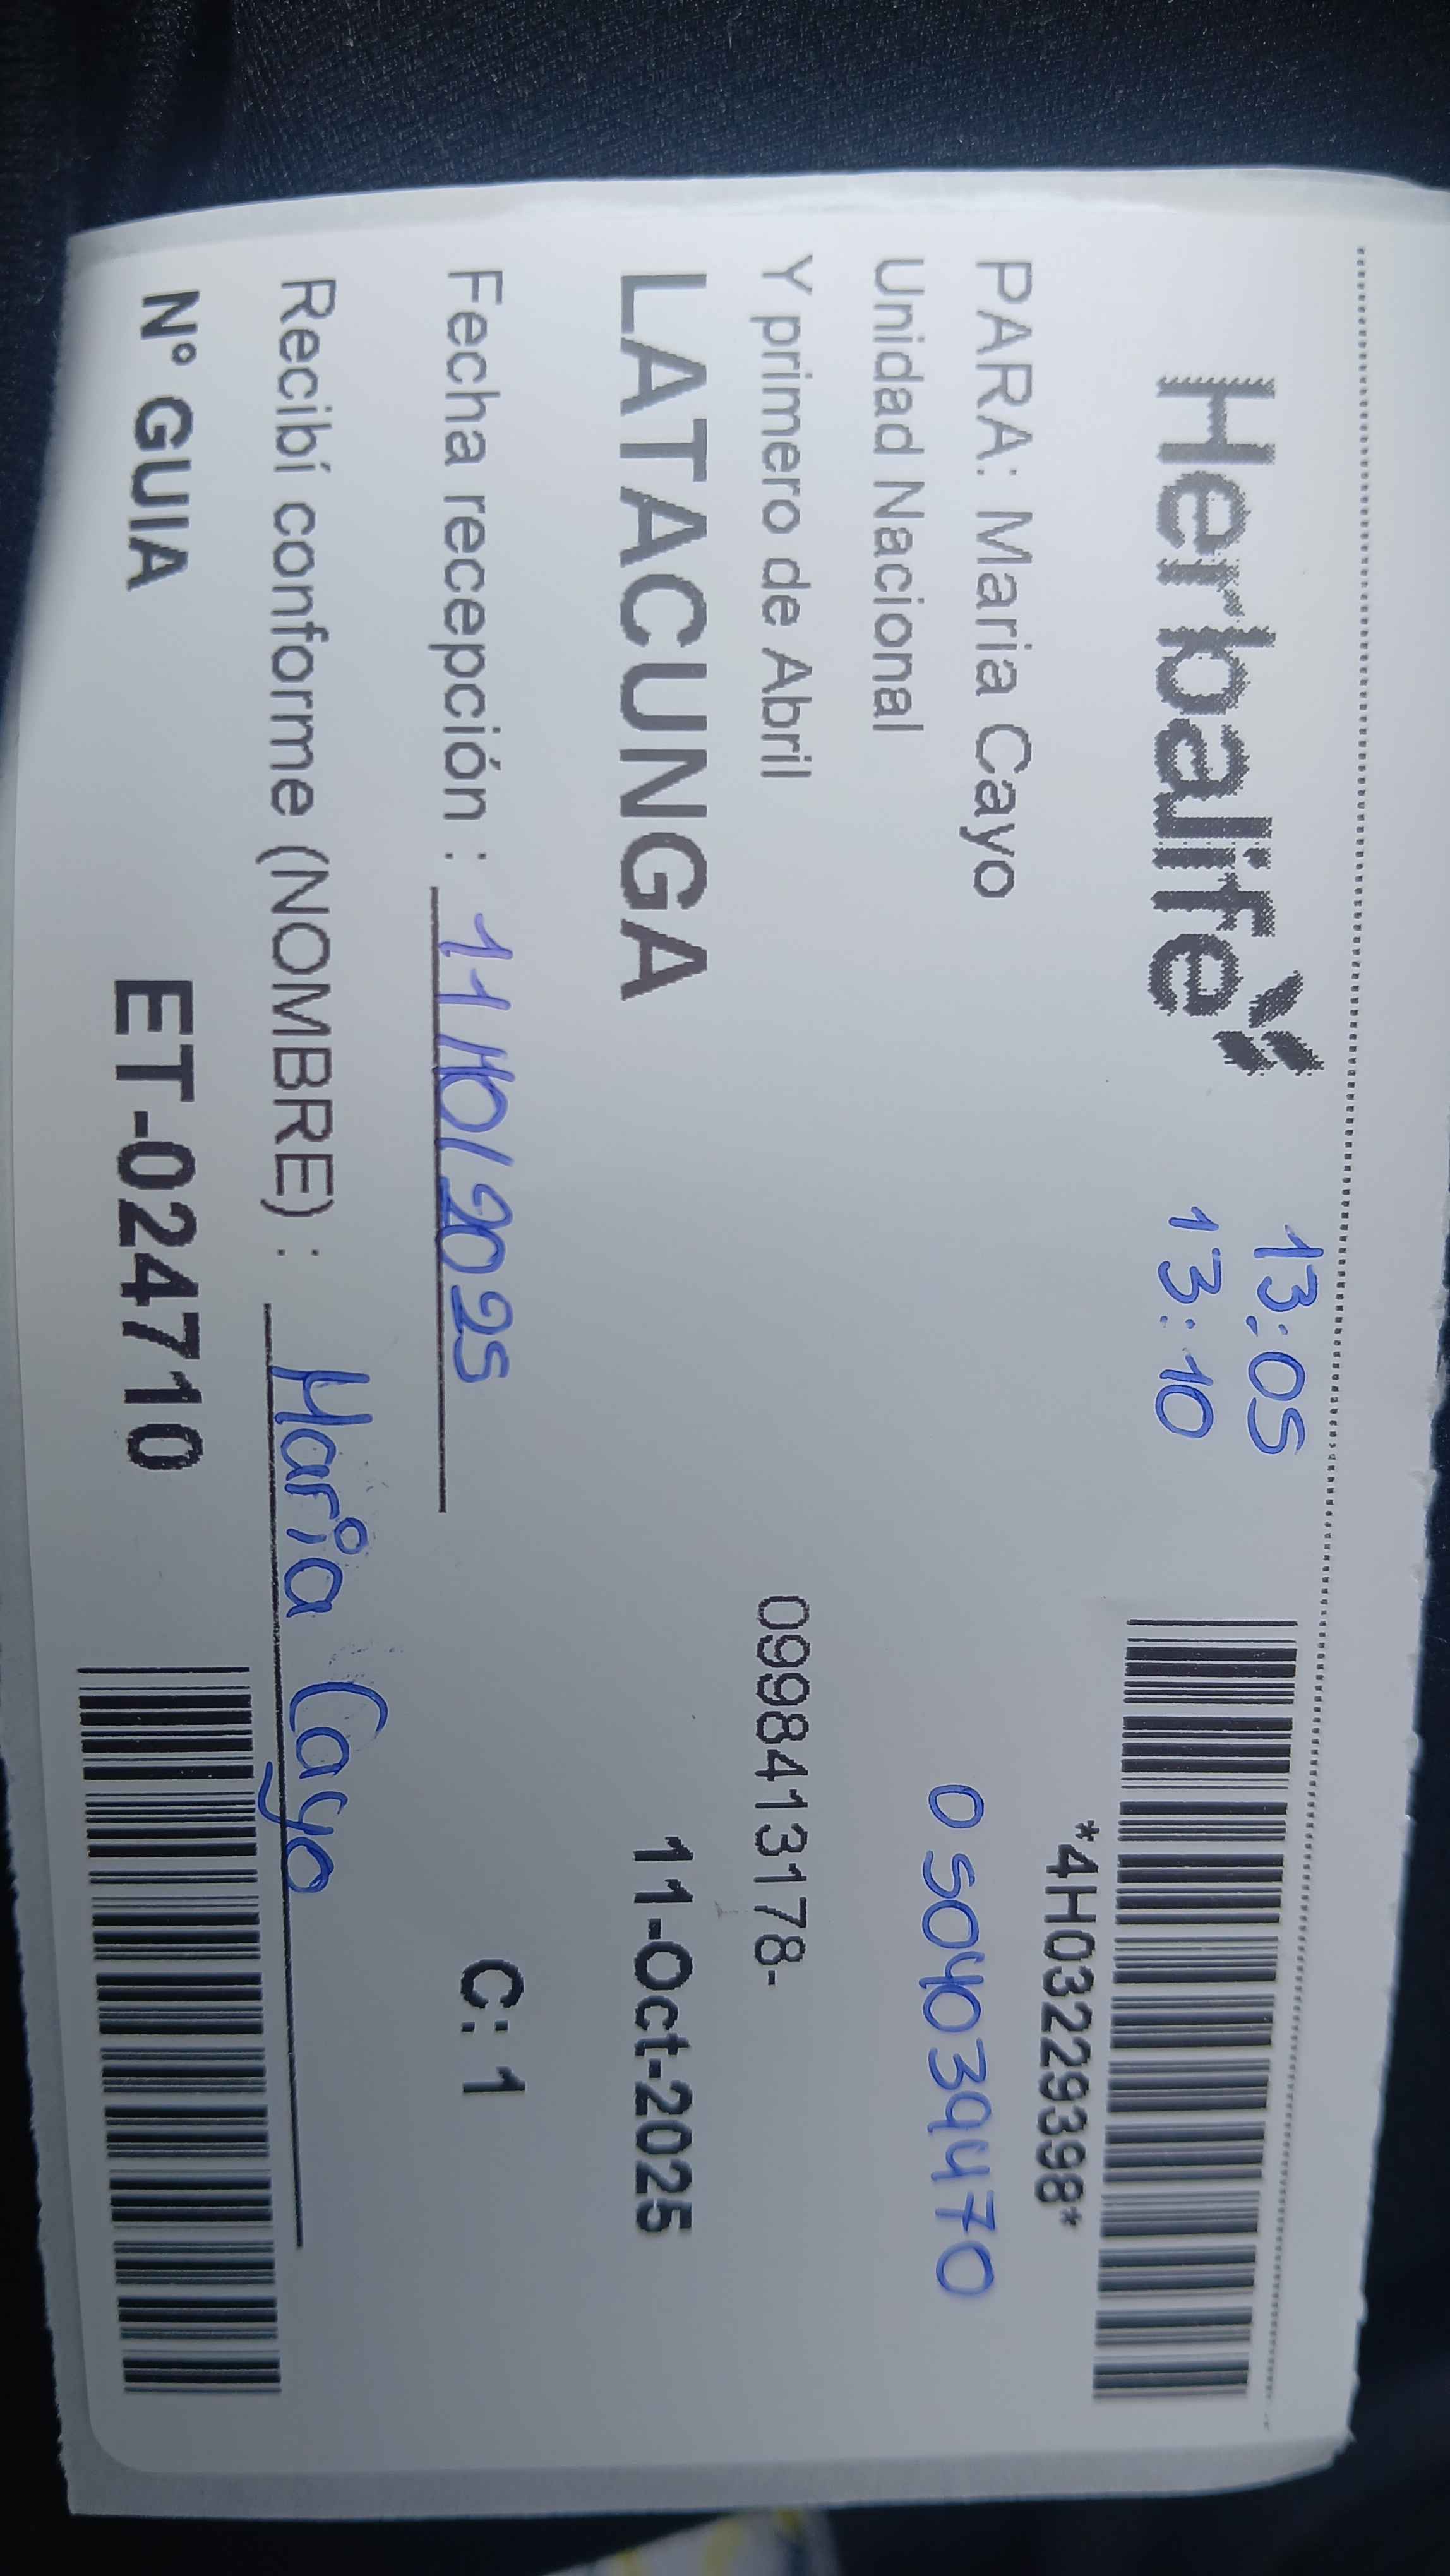 Herbalife
13:05
13:10
*4H03229398*
PARA: Maria Cayo
0504039470
Unidad Nacional
Y primero de Abril
0998413178-
LATACUNGA
11-Oct-2025
Fecha recepción : 11/10/2025
C: 1
Recibí conforme (NOMBRE) : Maria Cayo
N° GUIA ET-024710